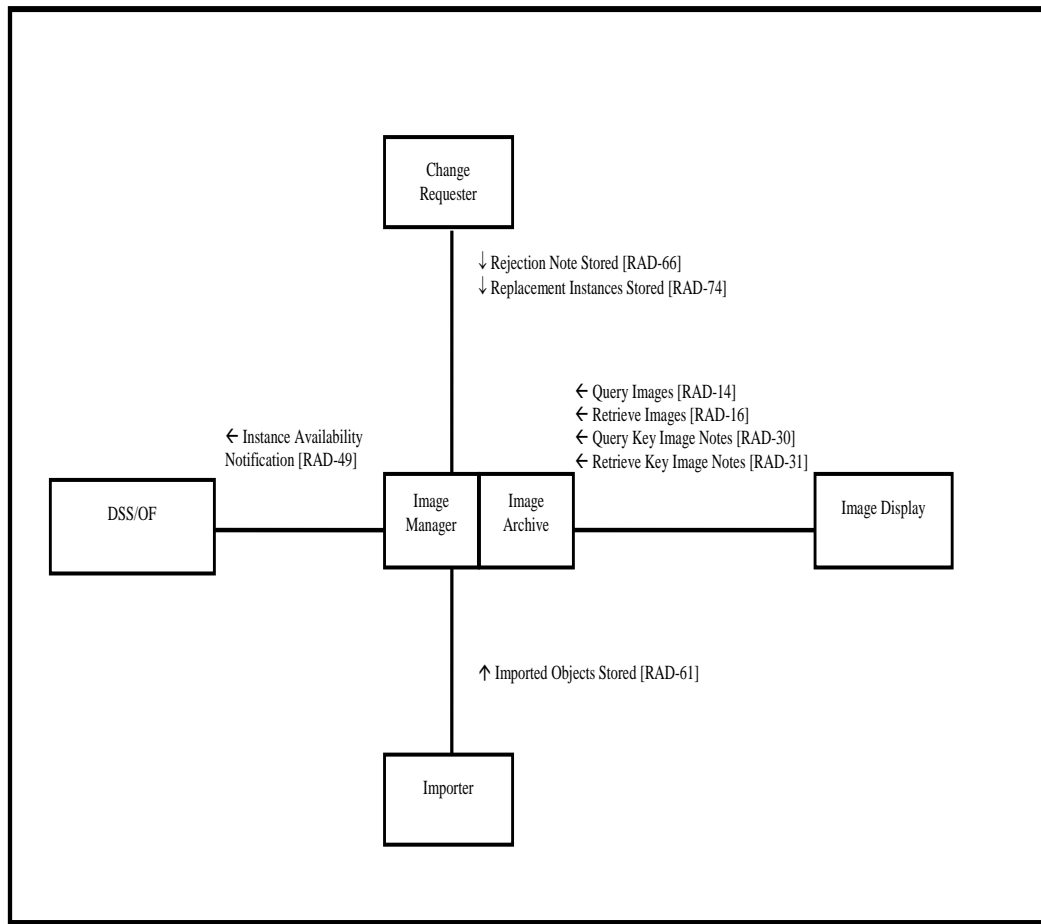 Change
Requester
↓ Rejection Note Stored [RAD-66]
↓ Replacement Instances Stored [RAD-74]
← Query Images [RAD-14]
← Retrieve Images [RAD-16]
← Query Key Image Notes [RAD-30]
← Retrieve Key Image Notes [RAD-31]
← Instance Availability
Notification [RAD-49]
DSS/OF
Image
Manager
Image
Archive
Image Display
↑ Imported Objects Stored [RAD-61]
Importer